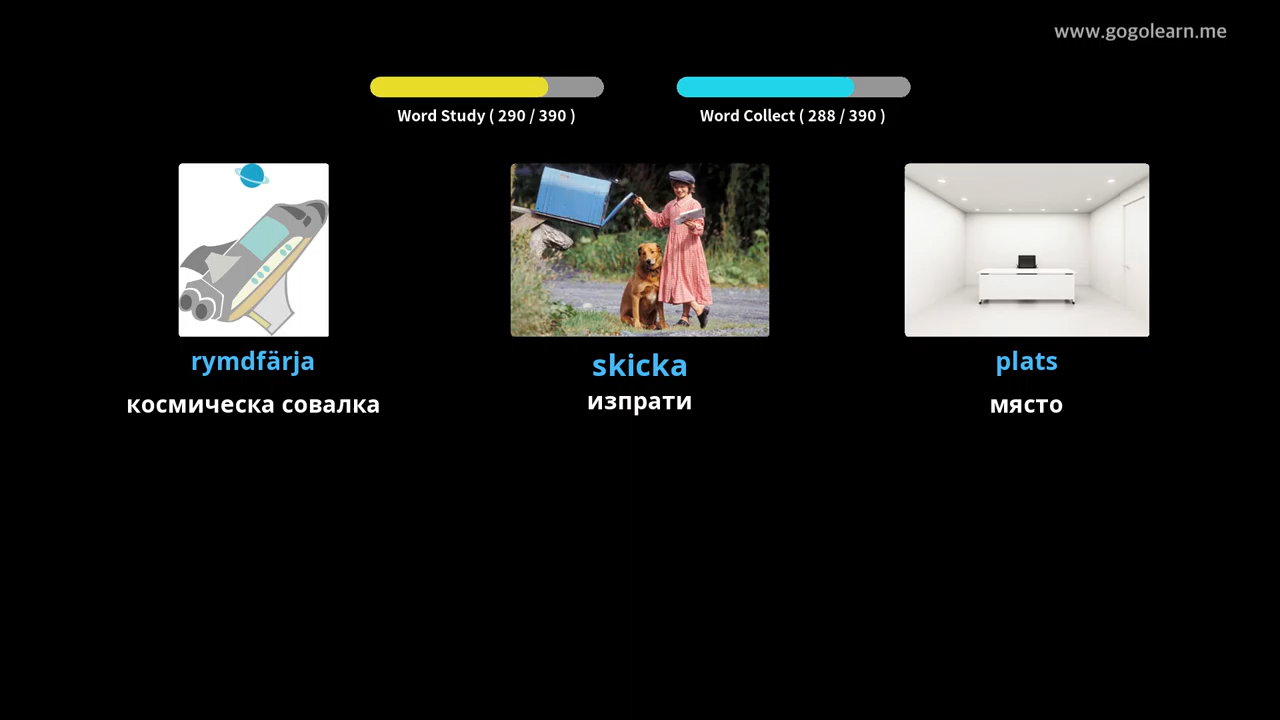 www.gogolearn.me
Word Study ( 290 / 390 )
Word Collect ( 288 / 390 )
rymdfärja
skicka
plats
космическа совалка
изпрати
място